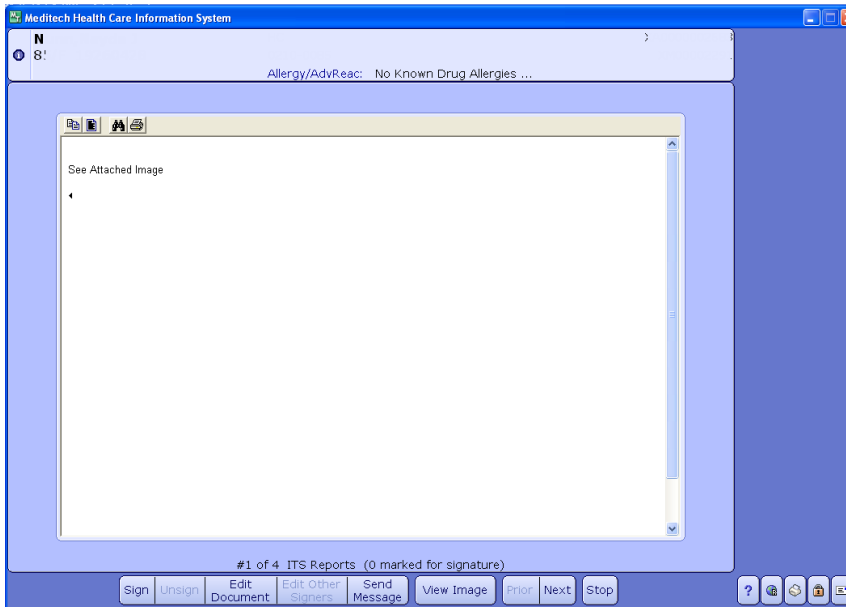 Meditech Health Care Information System
N
8
Allergy/AdvReac: No Known Drug Allergies ...
See Attached Image
#1 of 4 ITS Reports (0 marked for signature)
Sign Unsign Edit Document Edit Other Signers Send Message View Image Prior Next Stop ?